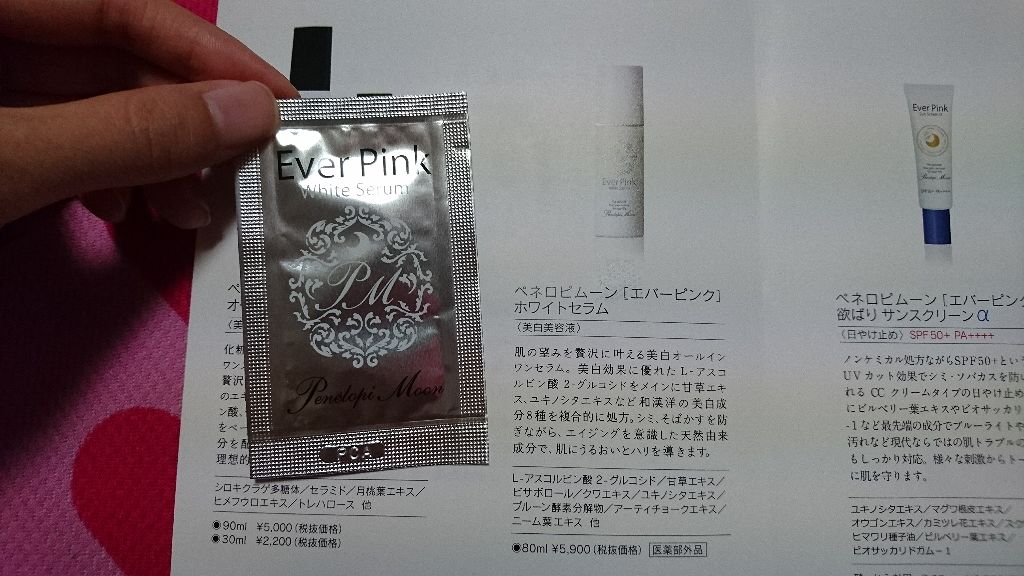 Ever Pink
White Serum
PM
Penelopi Moon
PGA
シロキクラゲ多糖体／セラミド／月桃葉エキス／
ヒメフウロエキス／トレハロース 他
◉90ml ¥5,000（税抜価格）
◉30ml ¥2,200（税抜価格）
Ever Pink
ペネロピムーン［エバーピンク］
ホワイトセラム
〈美白美容液〉
肌の望みを贅沢に叶える美白オールイン
ワンセラム。美白効果に優れた L-アスコ
ルビン酸 2-グルコシドをメインに甘草エキ
ス、ユキノシタエキスなど和漢洋の美白成
分8種を複合的に処方。シミ、そばかすを防
ぎながら、エイジングを意識した天然由来
成分で、肌にうるおいとハリを導きます。
L-アスコルビン酸 2-グルコシド／甘草エキス／
ビサボロール／クワエキス／ユキノシタエキス／
プルーン酵素分解物／アーティチョークエキス／
ニーム葉エキス 他
◉80ml ¥5,900（税抜価格） 医薬部外品
Ever Pink
ペネロピムーン［エバーピンク
欲ばり サンスクリーン α
〈日やけ止め〉 SPF50+ PA++++
ノンケミカル処方ながらSPF50+とい
UVカット効果でシミ・ソバカスを防
れる CC クリームタイプの日やけ止め
にビルベリー葉エキスやビオサッカリ
-1 など最先端の成分でブルーライトや
汚れなど現代ならではの肌トラブルの
もしっかり対応。様々な刺激からトー
に肌を守ります。
ユキノシタエキス／マグワ根皮エキス／
オウゴンエキス／カミツレ花エキス／スク
ヒマワリ種子油／ビルベリー葉エキス／
ビオサッカリドガム-1